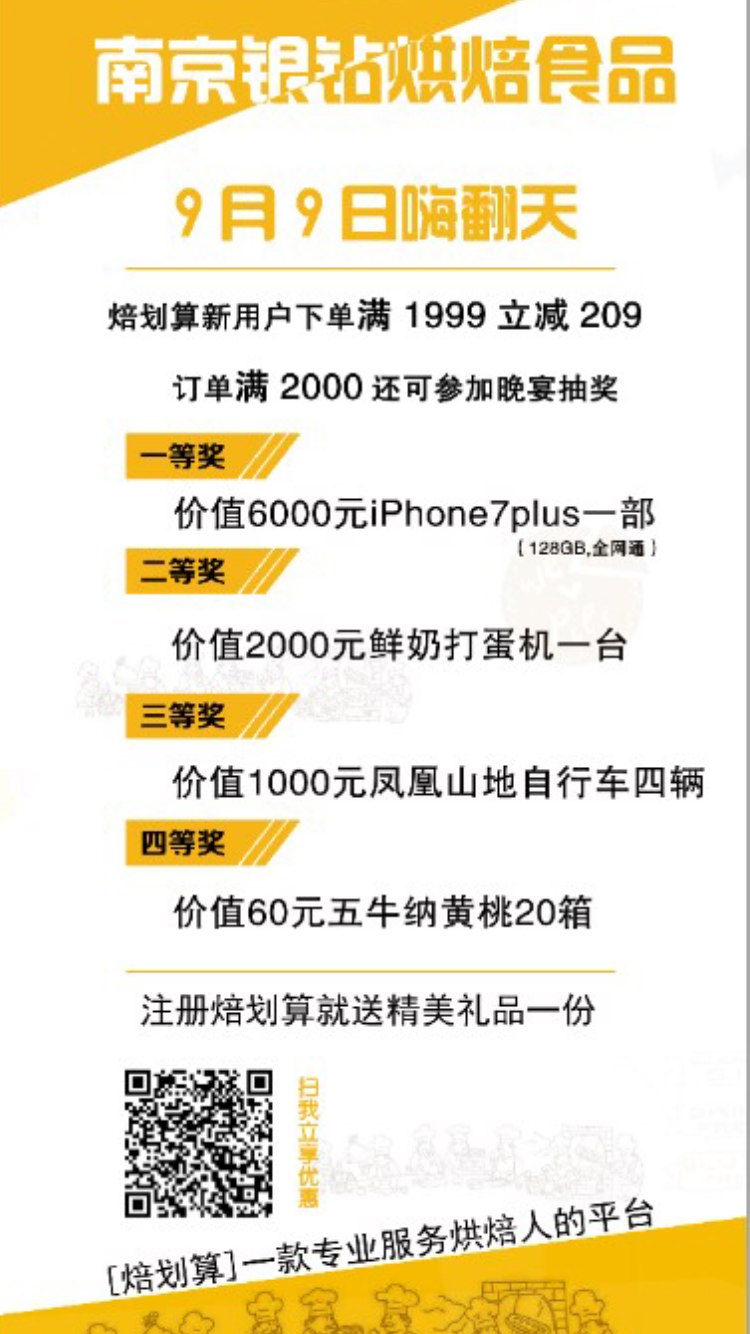 南京银钻烘焙食品
9月9日嗨翻天
焙划算新用户下单满 1999 立减 209
订单满 2000 还可参加晚宴抽奖
一等奖
价值6000元iPhone7plus一部
(128GB,全网通)
二等奖
价值2000元鲜奶打蛋机一台
三等奖
价值1000元凤凰山地自行车四辆
四等奖
价值60元五牛纳黄桃20箱
注册焙划算就送精美礼品一份
扫我立享优惠
[焙划算]一款专业服务烘焙人的平台